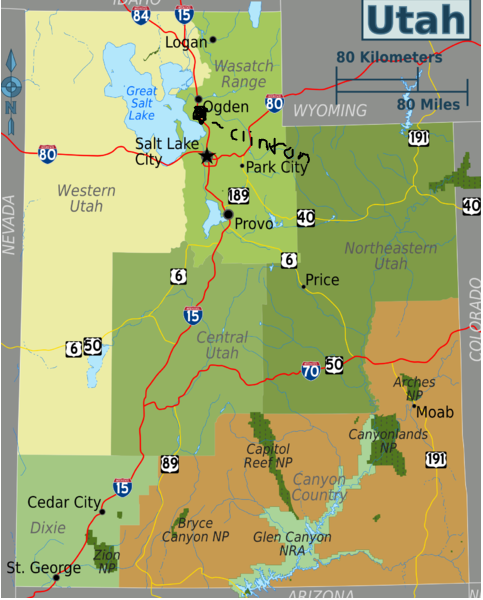 IDAHO
Utah
84
15
Logan
80 Kilometers
80 Miles
Wasatch
Range
Great
Salt
Lake
Ogden
80
WYOMING
clinton
191
Salt Lake
City
80
Park City
Western
Utah
189
40
40
NEVADA
Provo
6
Northeastern
Utah
6
Price
COLORADO
15
Central
Utah
6
50
50
70
Arches
NP
Moab
Canyonlands
NP
Capitol
Reef NP
89
191
Canyon
Country
15
Cedar City
Dixie
Bryce
Canyon NP
Glen Canyon
NRA
Zion
NP
St. George
ARIZONA
N